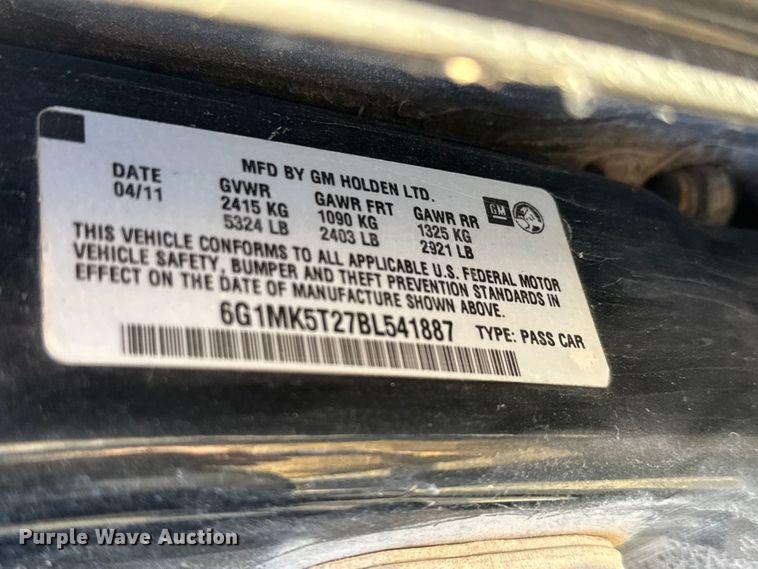 MFD BY GM HOLDEN LTD.
DATE GVWR GAWR FRT GAWR RR GM
04/11 2415 KG 1090 KG 1325 KG
5324 LB 2403 LB 2921 LB
THIS VEHICLE CONFORMS TO ALL APPLICABLE U.S. FEDERAL MOTOR
VEHICLE SAFETY, BUMPER AND THEFT PREVENTION STANDARDS IN
EFFECT ON THE DATE OF MANUFACTURE SHOWN ABOVE.
6G1MK5T27BL541887 TYPE: PASS CAR
Purple Wave Auction